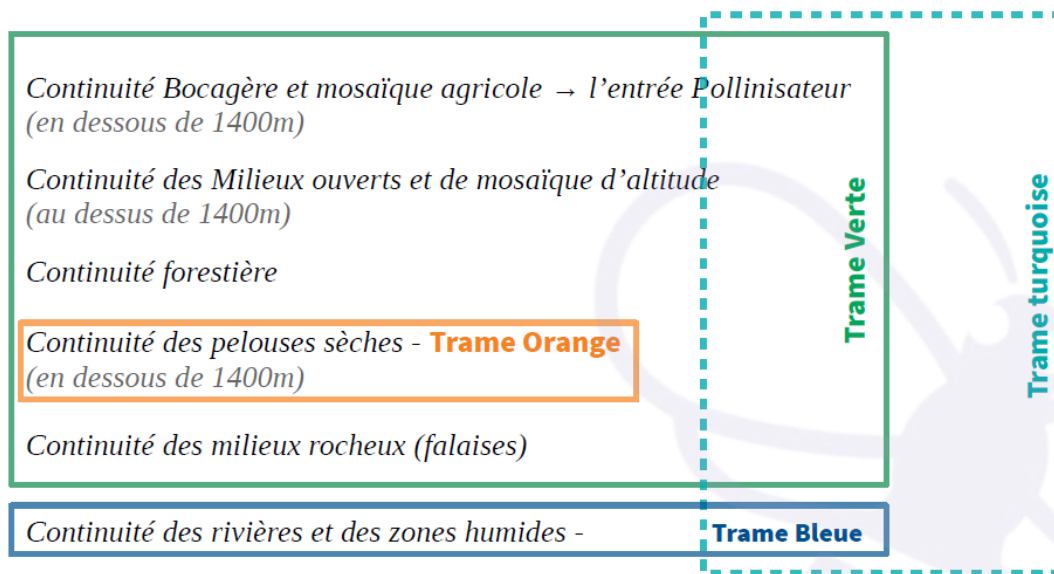 Continuité Bocagère et mosaïque agricole → l’entrée Pollinisateur
(en dessous de 1400m)
Continuité des Milieux ouverts et de mosaïque d’altitude
(au dessus de 1400m)
Continuité forestière
Continuité des pelouses sèches - Trame Orange
(en dessous de 1400m)
Continuité des milieux rocheux (falaises)
Trame Verte
Trame turquoise
Continuité des rivières et des zones humides - Trame Bleue